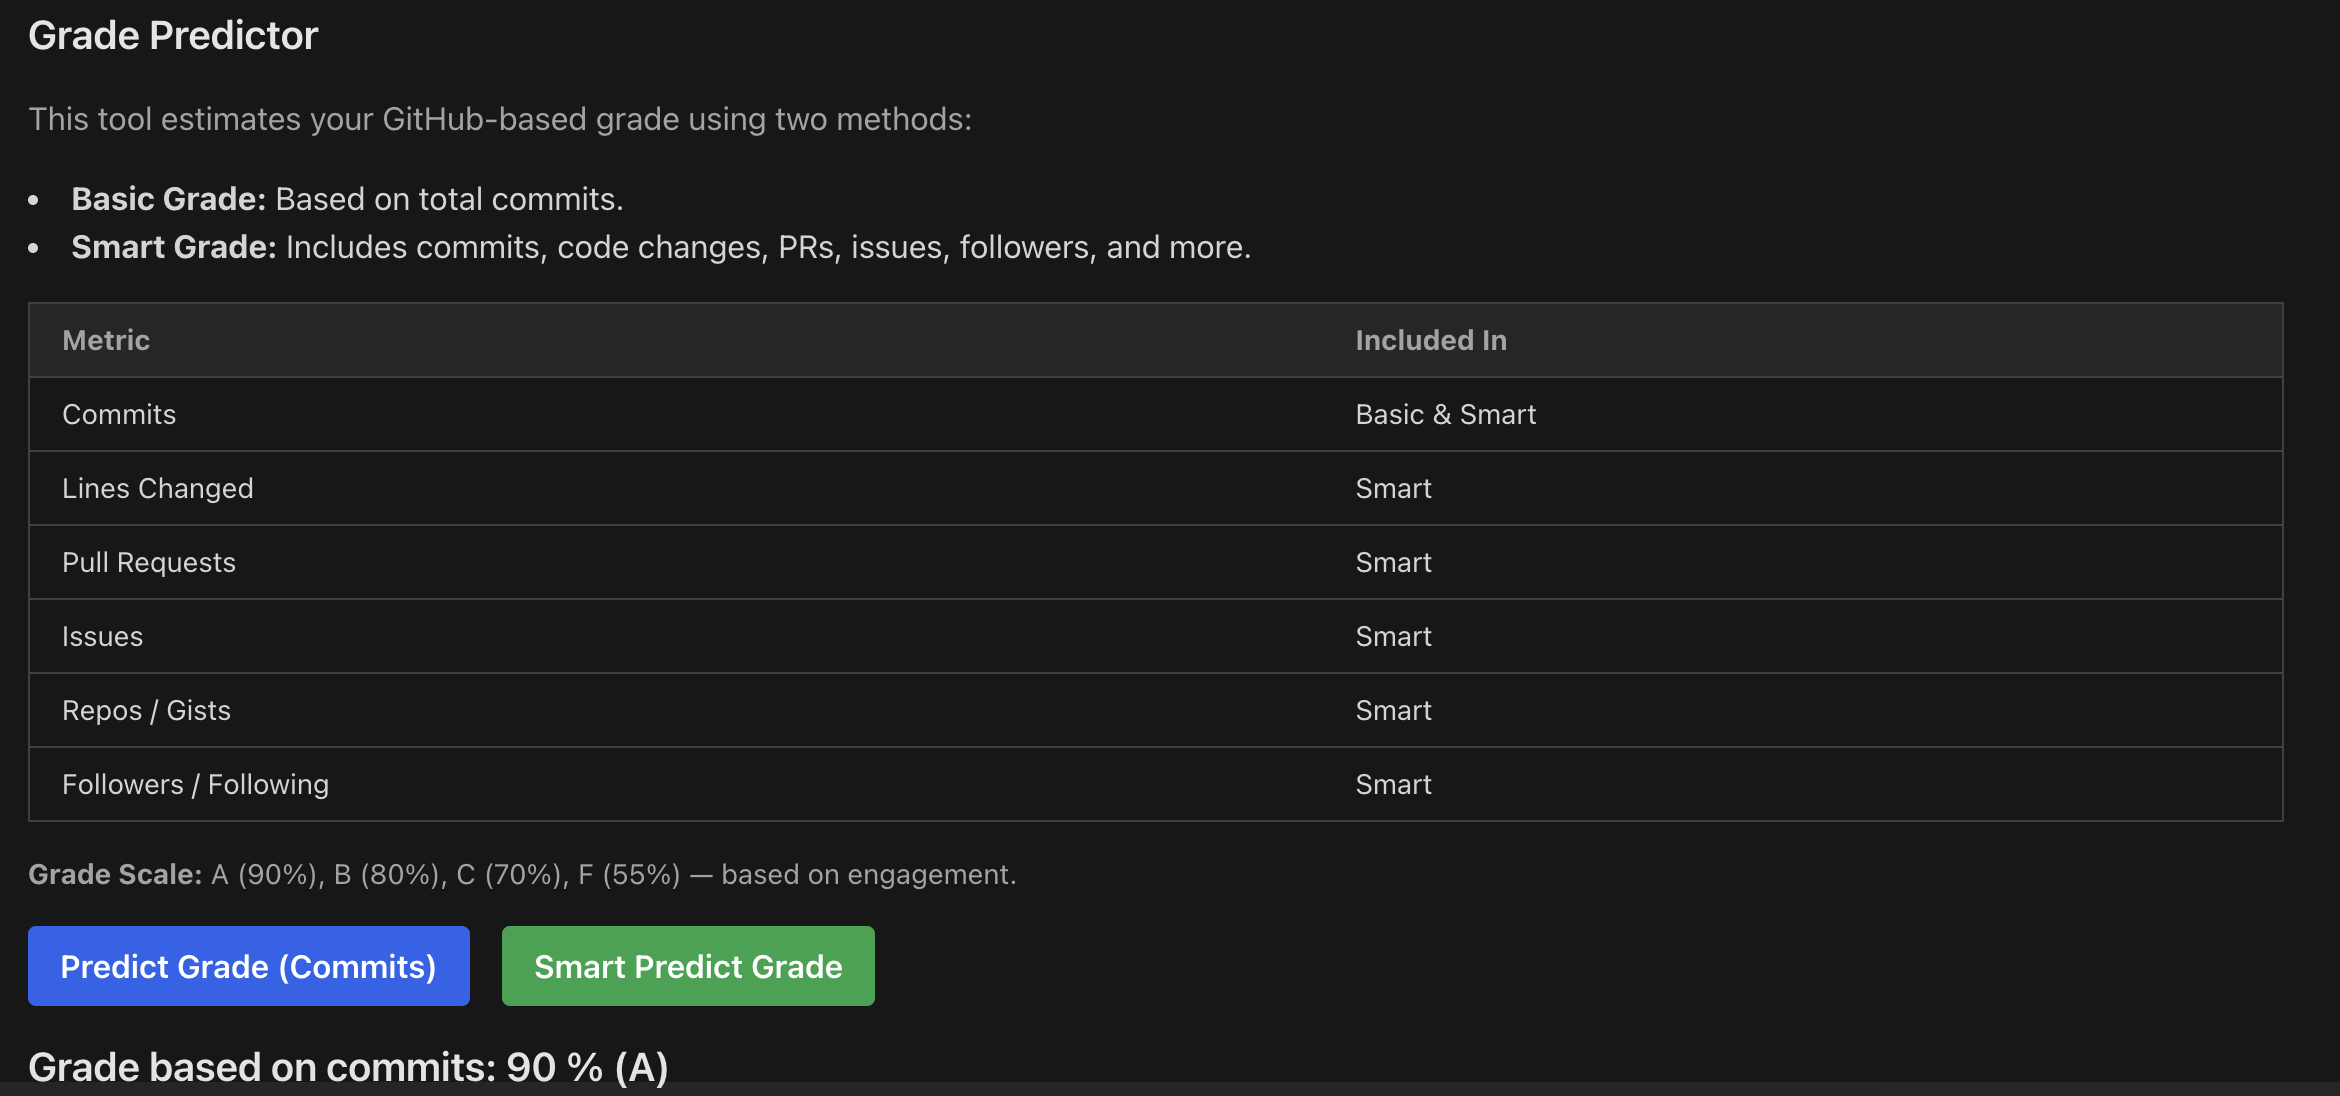 Grade Predictor
This tool estimates your GitHub-based grade using two methods:
• Basic Grade: Based on total commits.
• Smart Grade: Includes commits, code changes, PRs, issues, followers, and more.
Metric Included In
Commits Basic & Smart
Lines Changed Smart
Pull Requests Smart
Issues Smart
Repos / Gists Smart
Followers / Following Smart
Grade Scale: A (90%), B (80%), C (70%), F (55%) — based on engagement.
Predict Grade (Commits) Smart Predict Grade
Grade based on commits: 90 % (A)